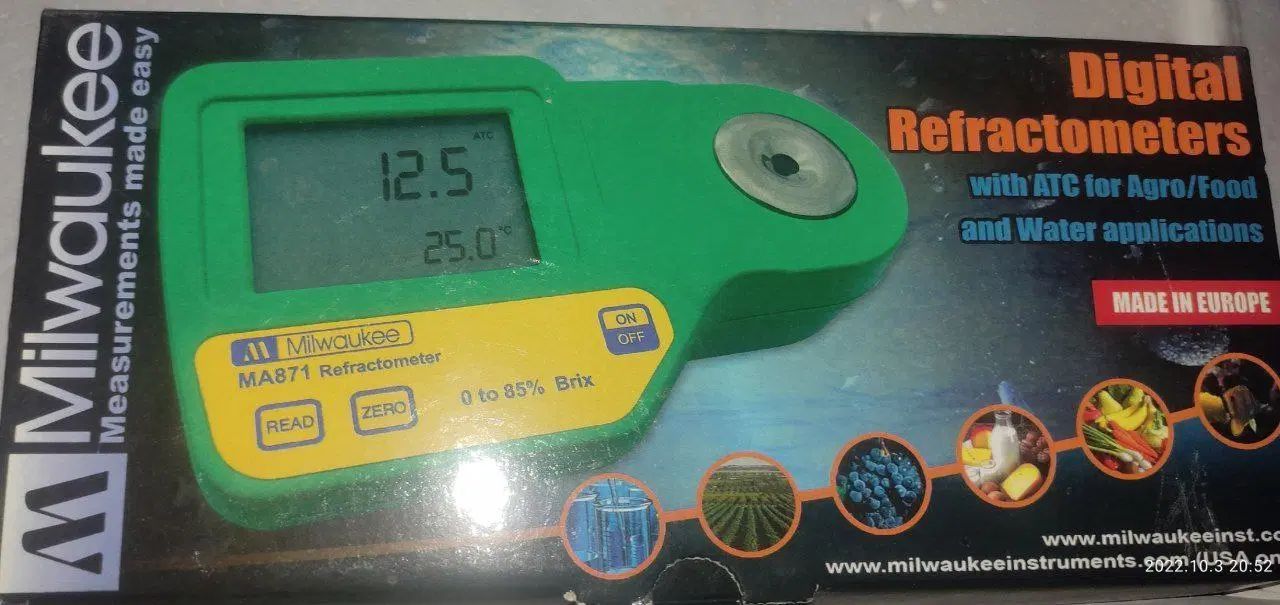 Milwaukee
Measurements made easy
ATC
12.5
25.0°C
Milwaukee
MA871 Refractometer
ON
OFF
READ
ZERO
0 to 85% Brix
Digital
Refractometers
with ATC for Agro/Food
and Water applications
MADE IN EUROPE
www.milwaukeeinst.co
www.milwaukeeinstruments.com (USA on
2022.10.3 20:52